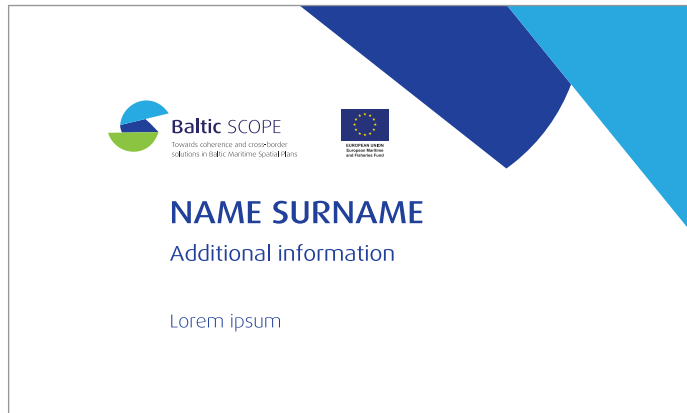 Baltic SCOPE
Towards coherence and cross-border
solutions in Baltic Maritime Spatial Plans
EUROPEAN UNION
European Maritime
and Fisheries Fund
NAME SURNAME
Additional information
Lorem ipsum